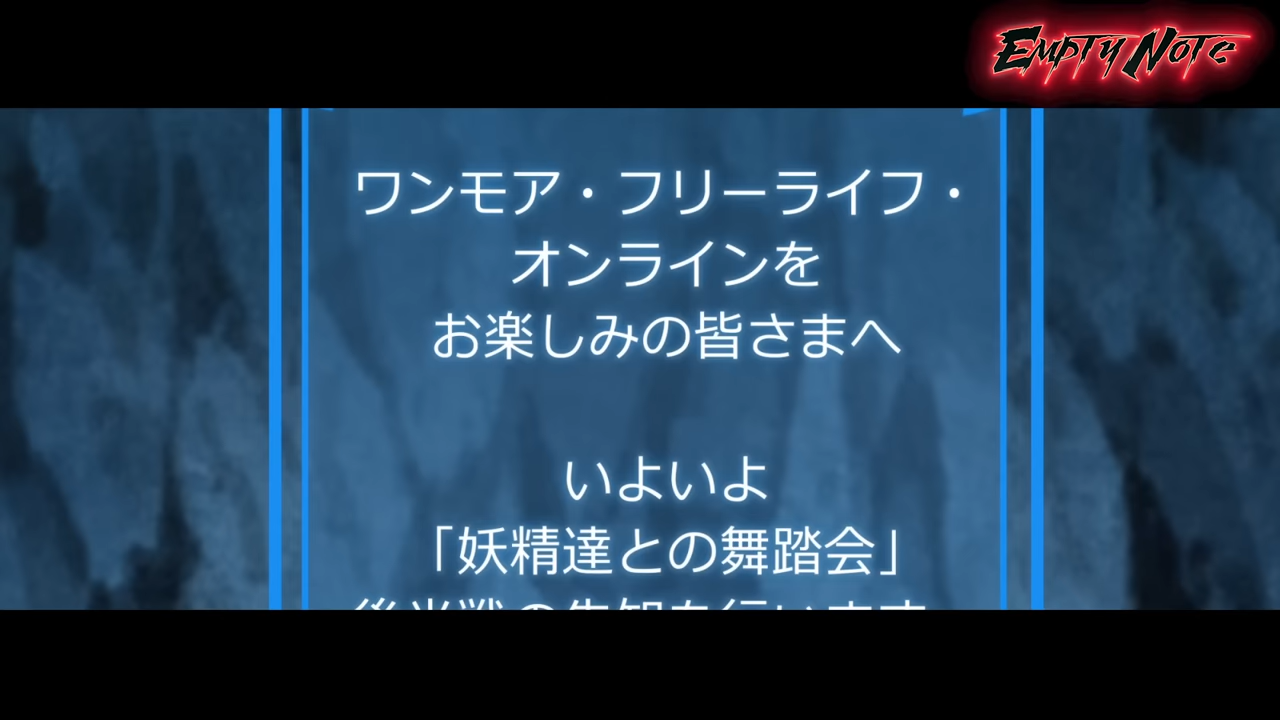 EMPTY NOTE
ワンモア・フリーライフ・
オンラインを
お楽しみの皆さまへ
いよいよ
「妖精達との舞踏会」